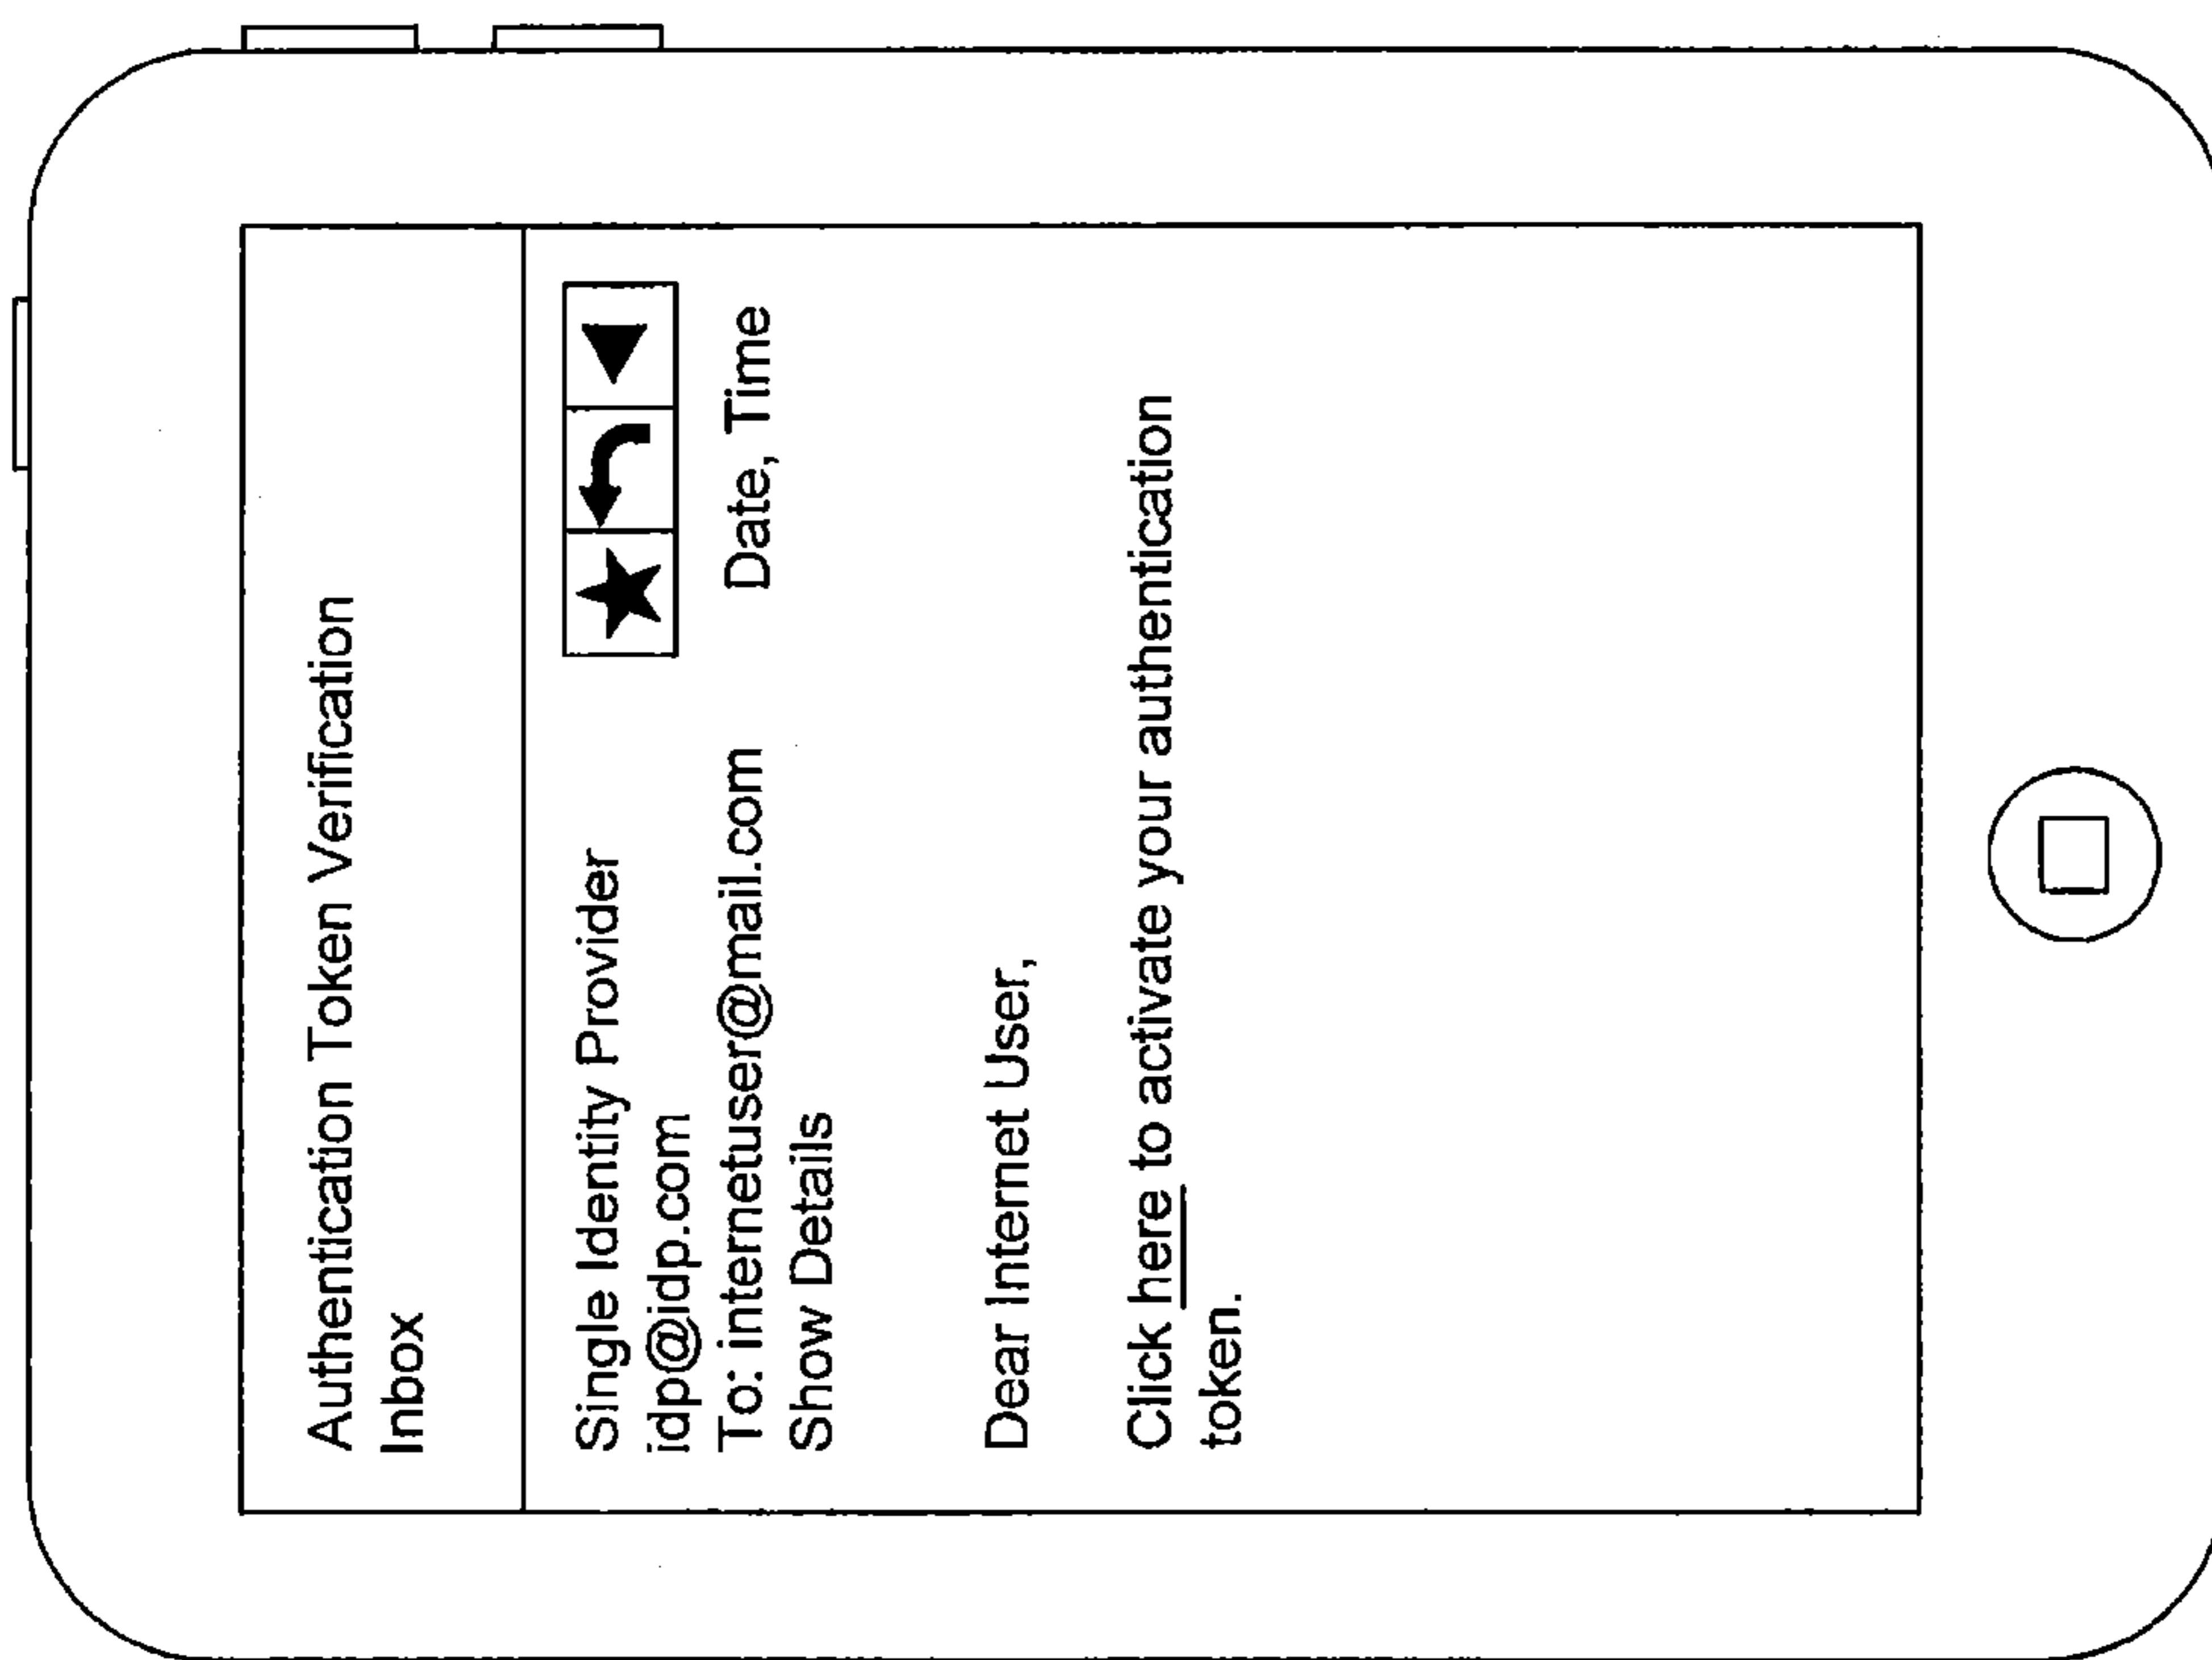 Authentication Token Verification
Inbox
Single Identity Provider
idp@idp.com
To: internetuser@mail.com Date, Time
Show Details
Dear Internet User,
Click here to activate your authentication
token.